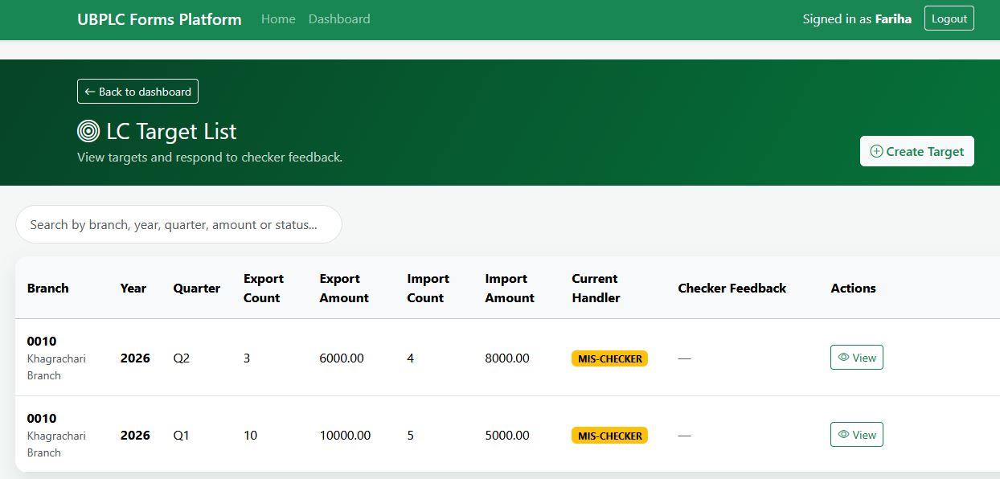 UBPLC Forms Platform Home Dashboard Signed in as Fariha Logout
← Back to dashboard
LC Target List
View targets and respond to checker feedback.
Create Target
Search by branch, year, quarter, amount or status...
Branch Year Quarter Export Count Export Amount Import Count Import Amount Current Handler Checker Feedback Actions
0010 Khagrachari Branch 2026 Q2 3 6000.00 4 8000.00 MIS-CHECKER — View
0010 Khagrachari Branch 2026 Q1 10 10000.00 5 5000.00 MIS-CHECKER — View